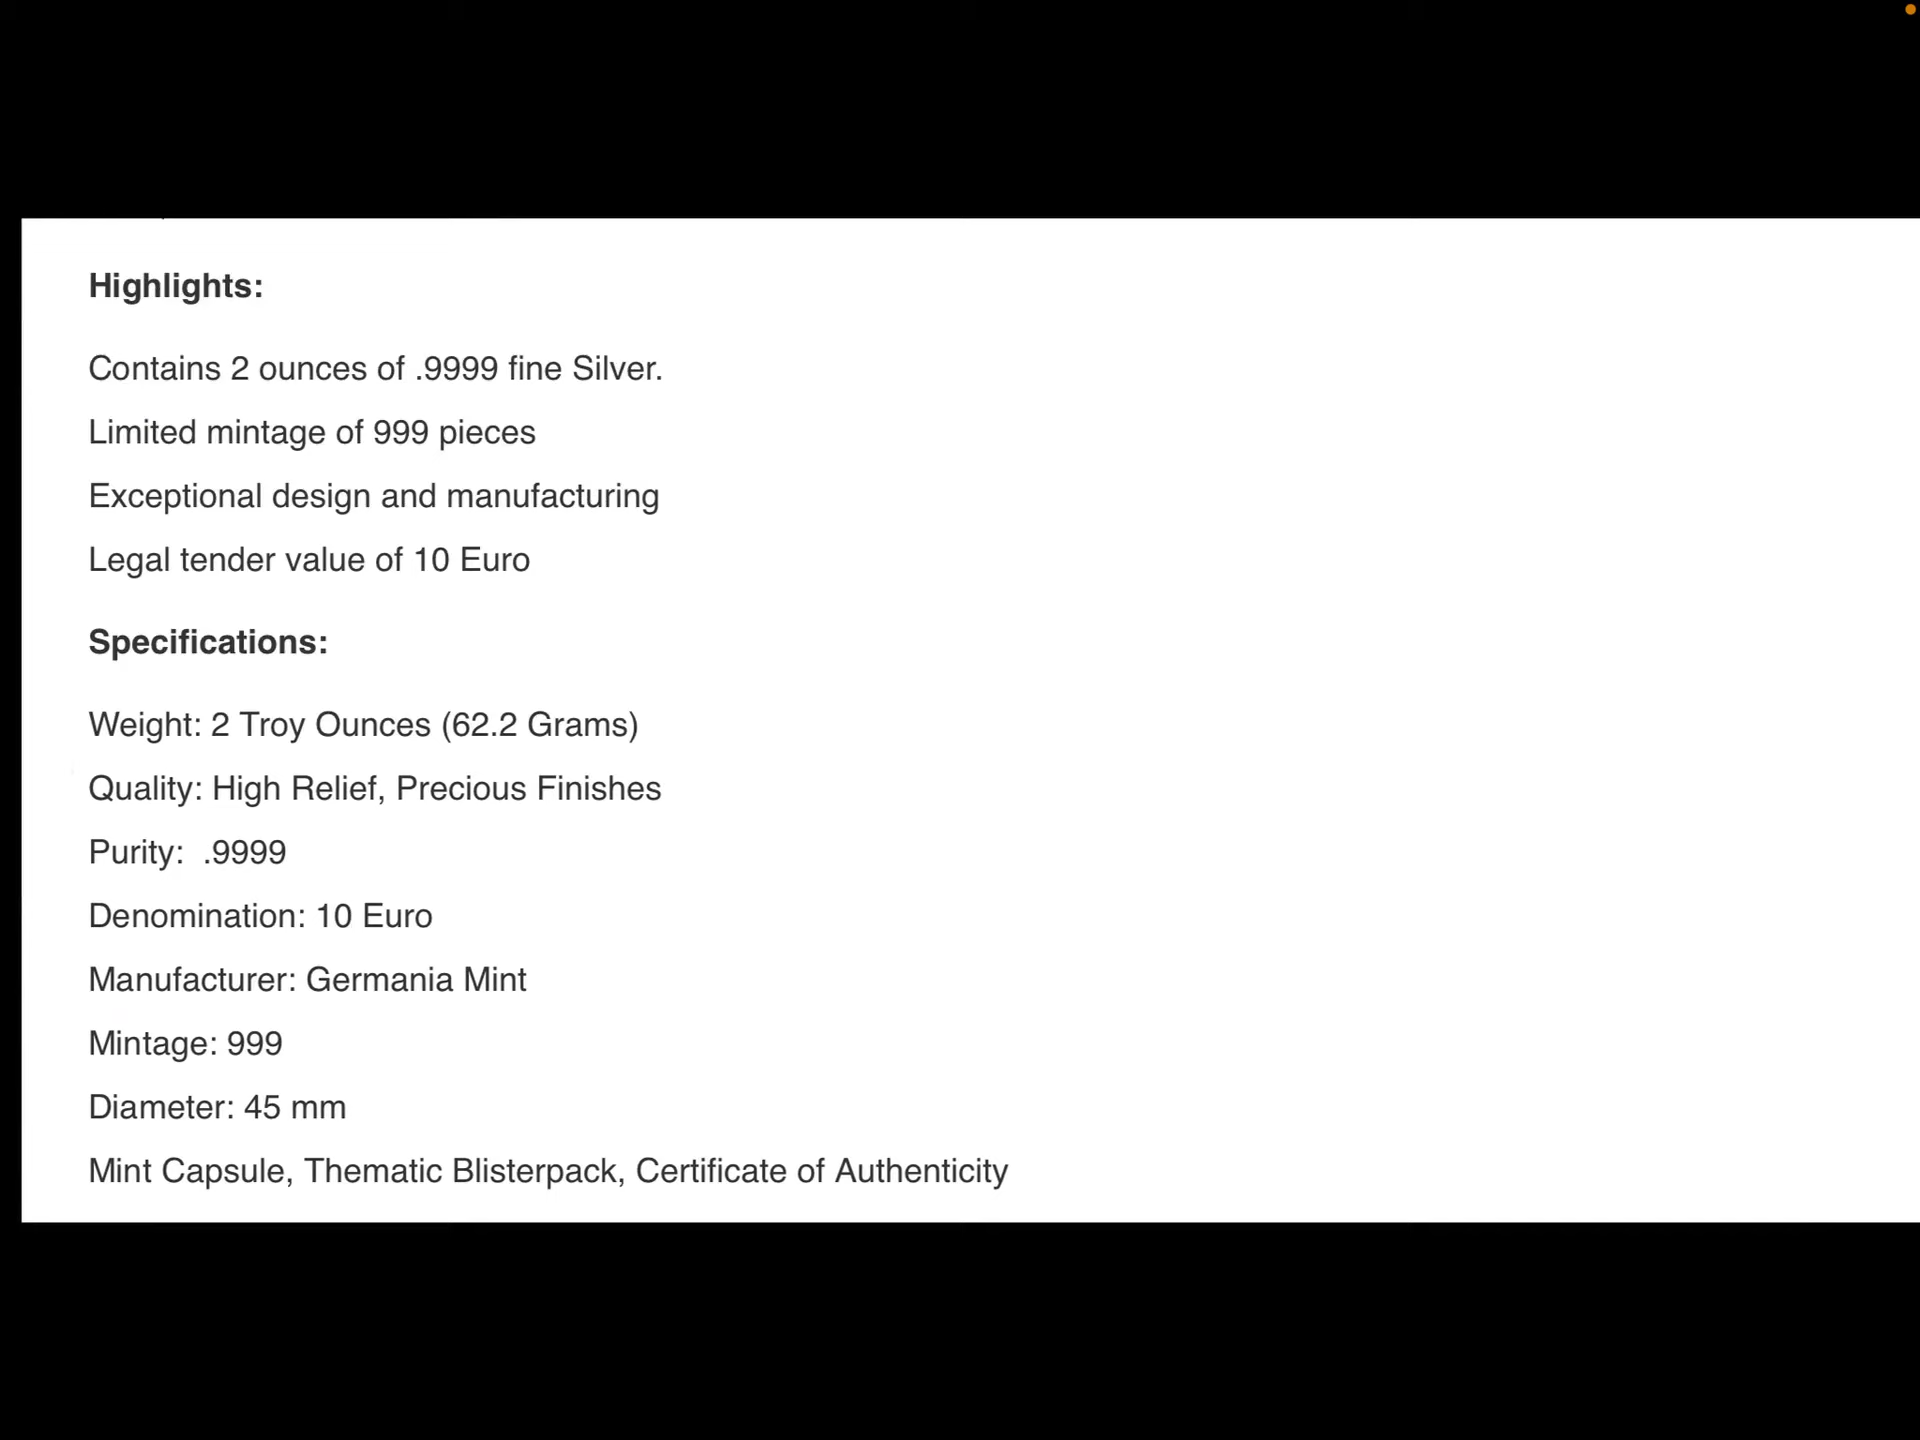 Highlights:
Contains 2 ounces of .9999 fine Silver.
Limited mintage of 999 pieces
Exceptional design and manufacturing
Legal tender value of 10 Euro
Specifications:
Weight: 2 Troy Ounces (62.2 Grams)
Quality: High Relief, Precious Finishes
Purity:  .9999
Denomination: 10 Euro
Manufacturer: Germania Mint
Mintage: 999
Diameter: 45 mm
Mint Capsule, Thematic Blisterpack, Certificate of Authenticity